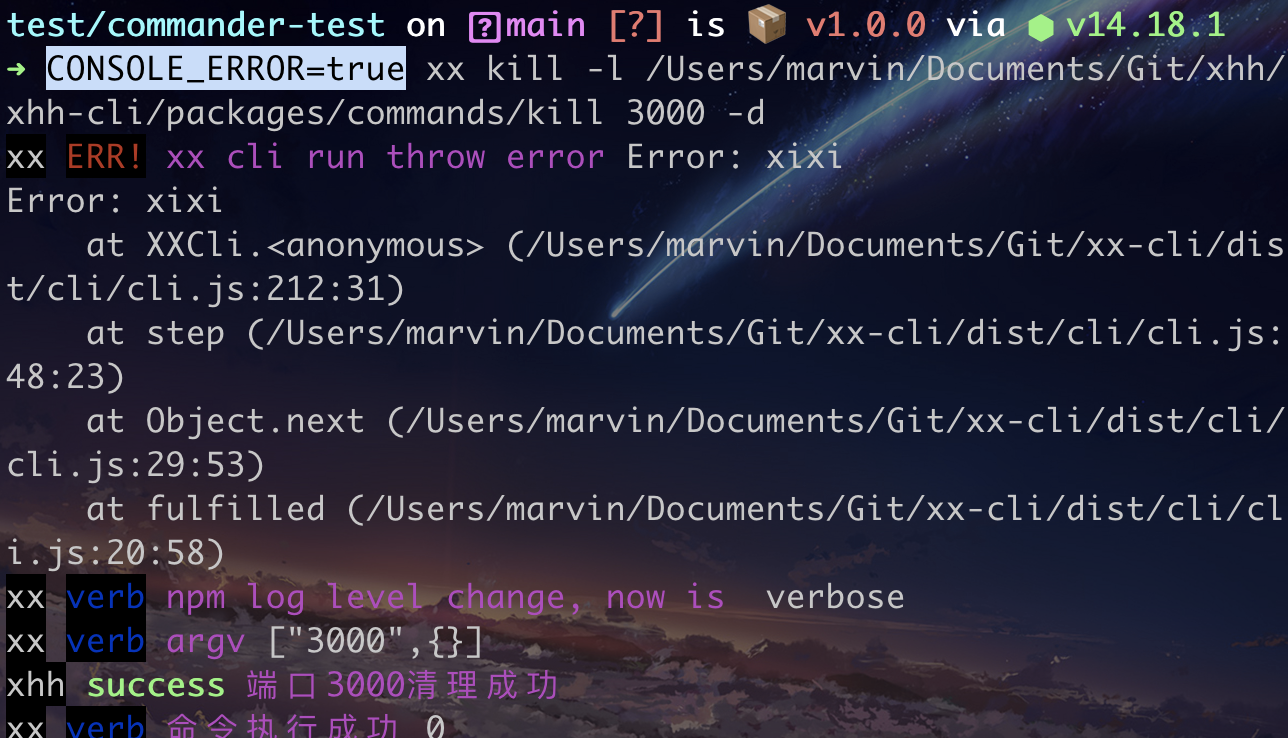 test/commander-test on main [?] is 📦 v1.0.0 via ⬢ v14.18.1
➜ CONSOLE_ERROR=true xx kill -l /Users/marvin/Documents/Git/xhh/
xhh-cli/packages/commands/kill 3000 -d
xx ERR! xx cli run throw error Error: xixi
Error: xixi
    at XXCli.<anonymous> (/Users/marvin/Documents/Git/xx-cli/dis
t/cli/cli.js:212:31)
    at step (/Users/marvin/Documents/Git/xx-cli/dist/cli/cli.js:
48:23)
    at Object.next (/Users/marvin/Documents/Git/xx-cli/dist/cli/
cli.js:29:53)
    at fulfilled (/Users/marvin/Documents/Git/xx-cli/dist/cli/cl
i.js:20:58)
xx verb npm log level change, now is  verbose
xx verb argv ["3000",{}]
xhh success 端口3000清理成功
xx verb 命令执行成功 0